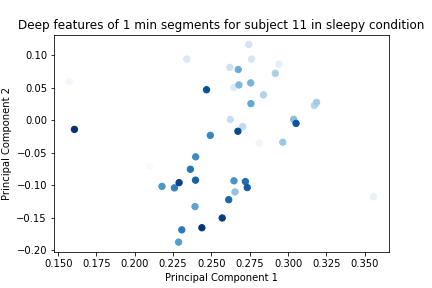 Deep features of 1 min segments for subject 11 in sleepy condition
0.10
0.05
0.00
−0.05
−0.10
−0.15
−0.20
Principal Component 2
0.150 0.175 0.200 0.225 0.250 0.275 0.300 0.325 0.350
Principal Component 1